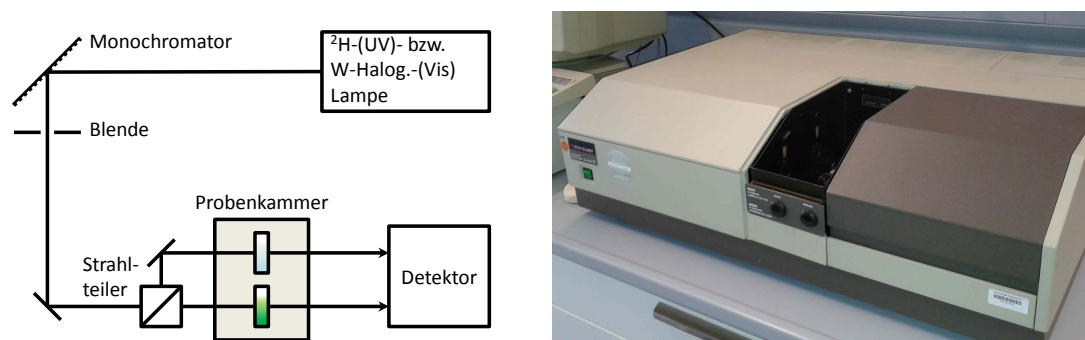 Monochromator
²H-(UV)- bzw.
W-Halog.-(Vis)
Lampe
Blende
Probenkammer
Strahl-
teiler
Detektor